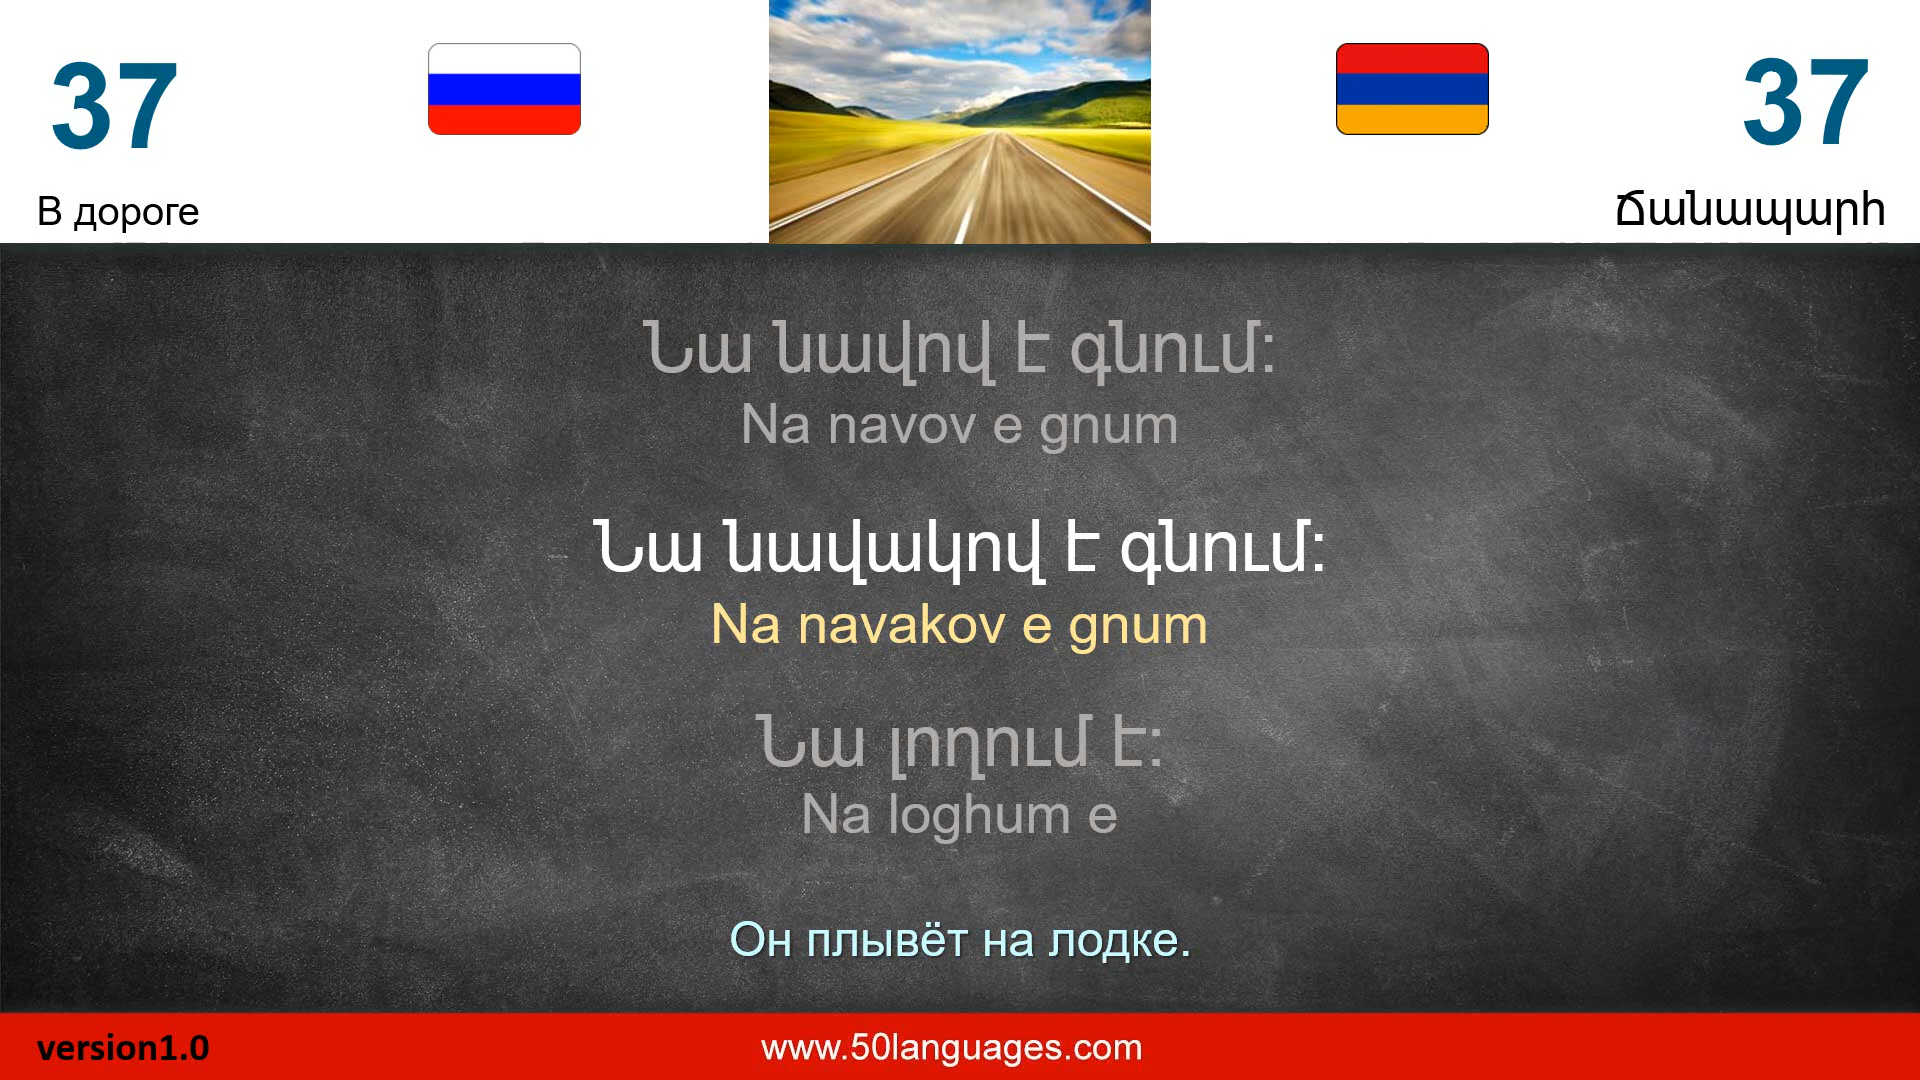 37
37
В дороге
Ճանապարհ
Նա նավով է գնում:
Na navov e gnum
Նա նավակով է գնում:
Na navakov e gnum
Նա լողում է:
Na loghum e
Он плывёт на лодке.
version1.0
www.50languages.com